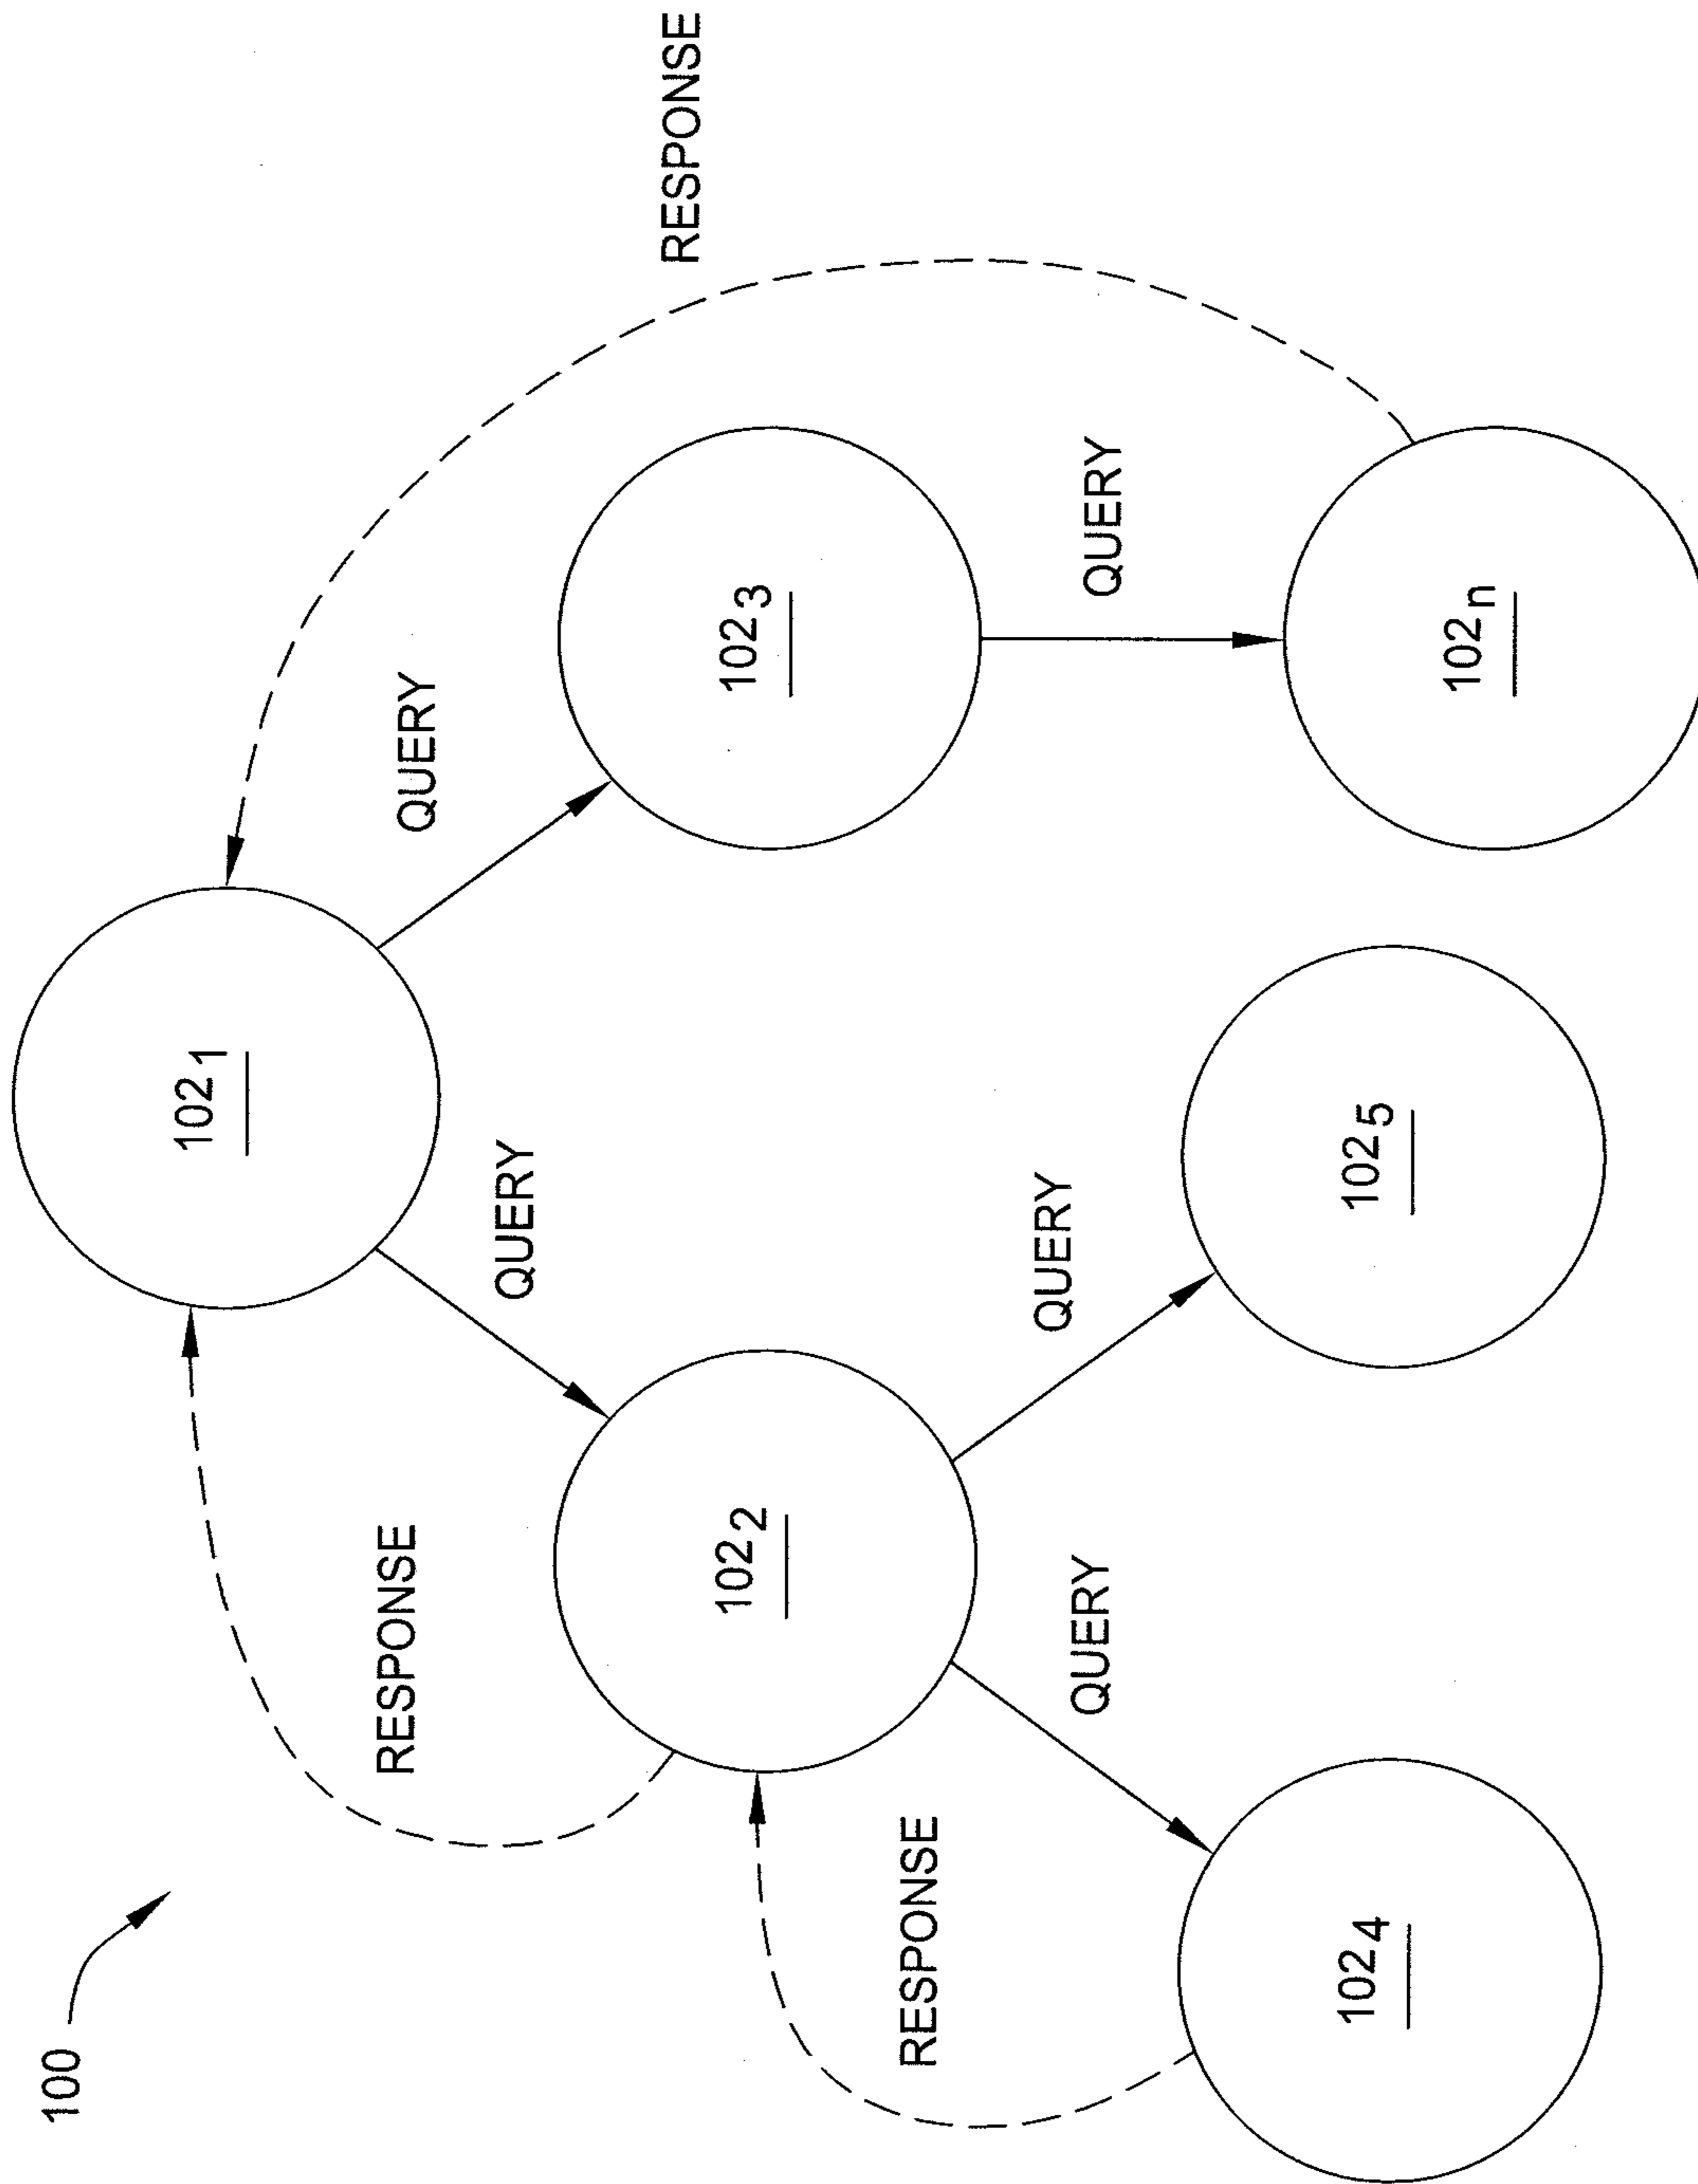 100
102₁
RESPONSE
QUERY
QUERY
RESPONSE
102₂
102₃
RESPONSE
QUERY
QUERY
QUERY
102₄
102₅
102ₙ